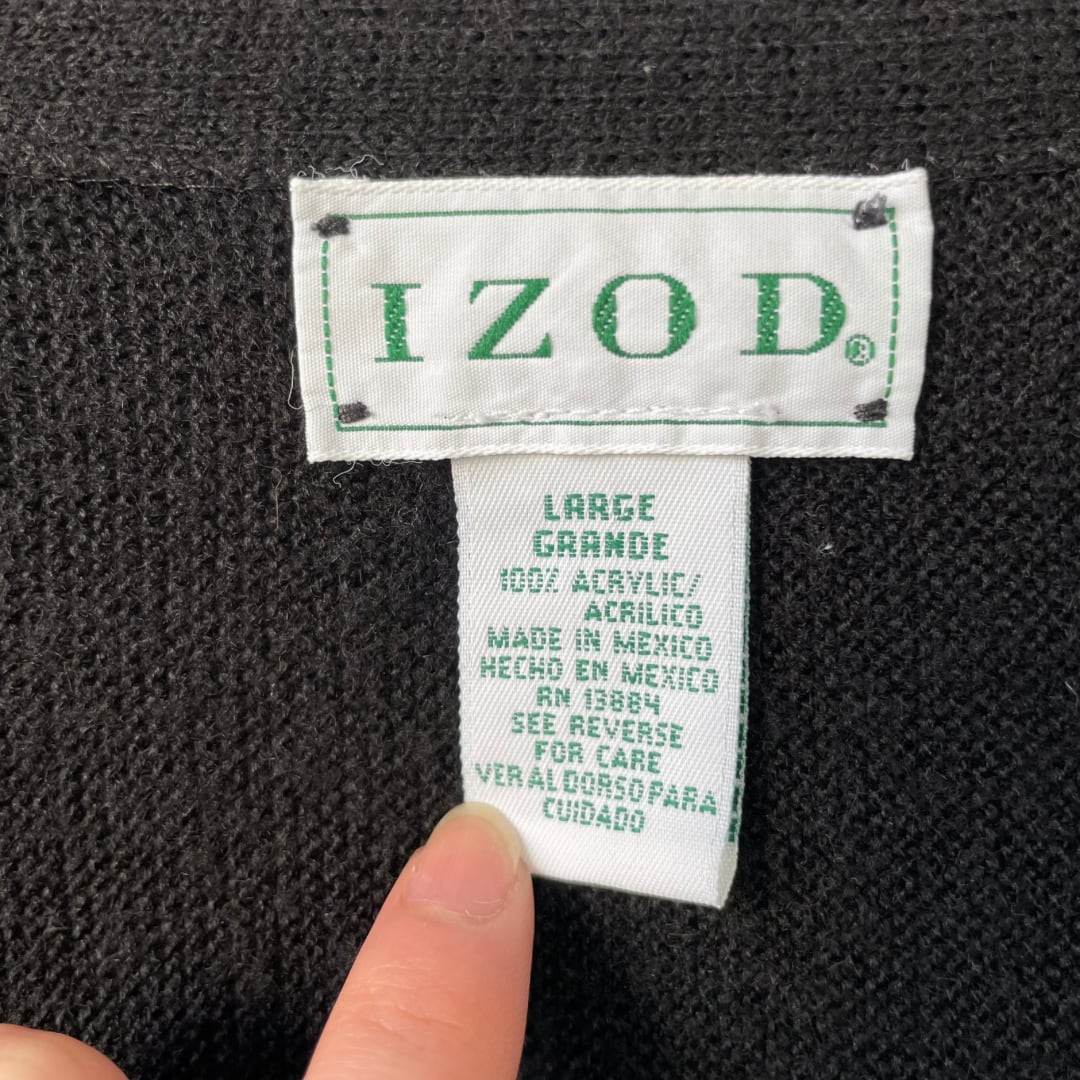 IZOD®
LARGE
GRANDE
100% ACRYLIC/
ACRILICO
MADE IN MEXICO
HECHO EN MEXICO
RN 13884
SEE REVERSE
FOR CARE
VER AL DORSO PARA
CUIDADO